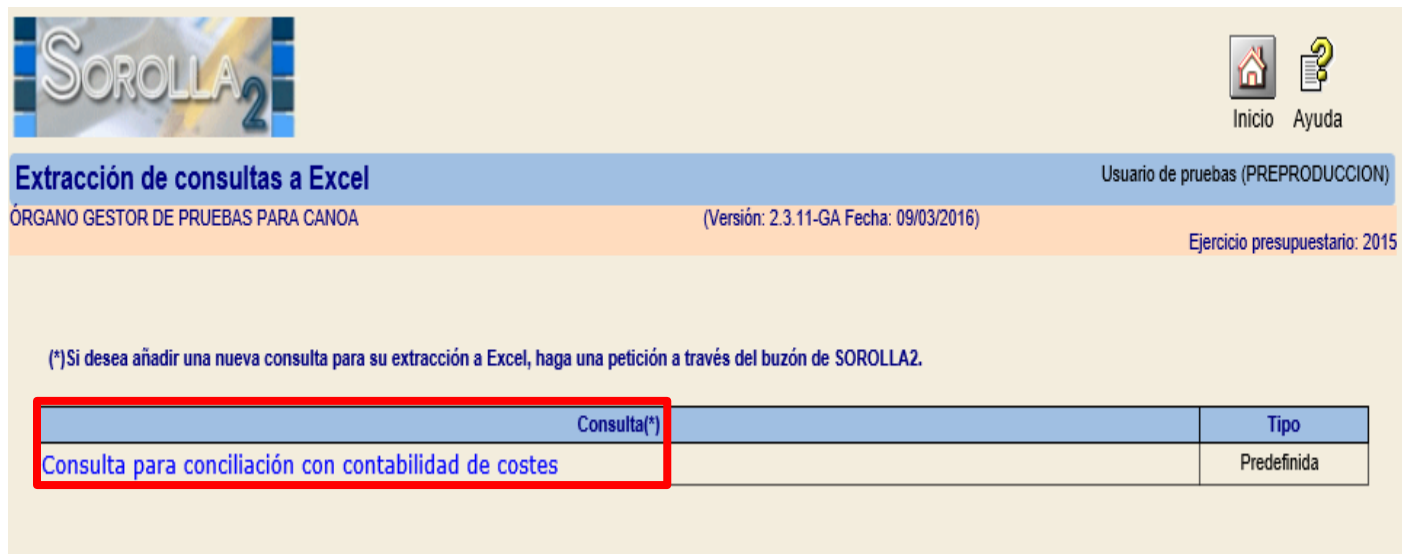 SOROLLA2
Inicio Ayuda
Extracción de consultas a Excel
Usuario de pruebas (PREPRODUCCION)
ÓRGANO GESTOR DE PRUEBAS PARA CANOA
(Versión: 2.3.11-GA Fecha: 09/03/2016)
Ejercicio presupuestario: 2015
(*)Si desea añadir una nueva consulta para su extracción a Excel, haga una petición a través del buzón de SOROLLA2.
Consulta(*) Tipo
Consulta para conciliación con contabilidad de costes Predefinida